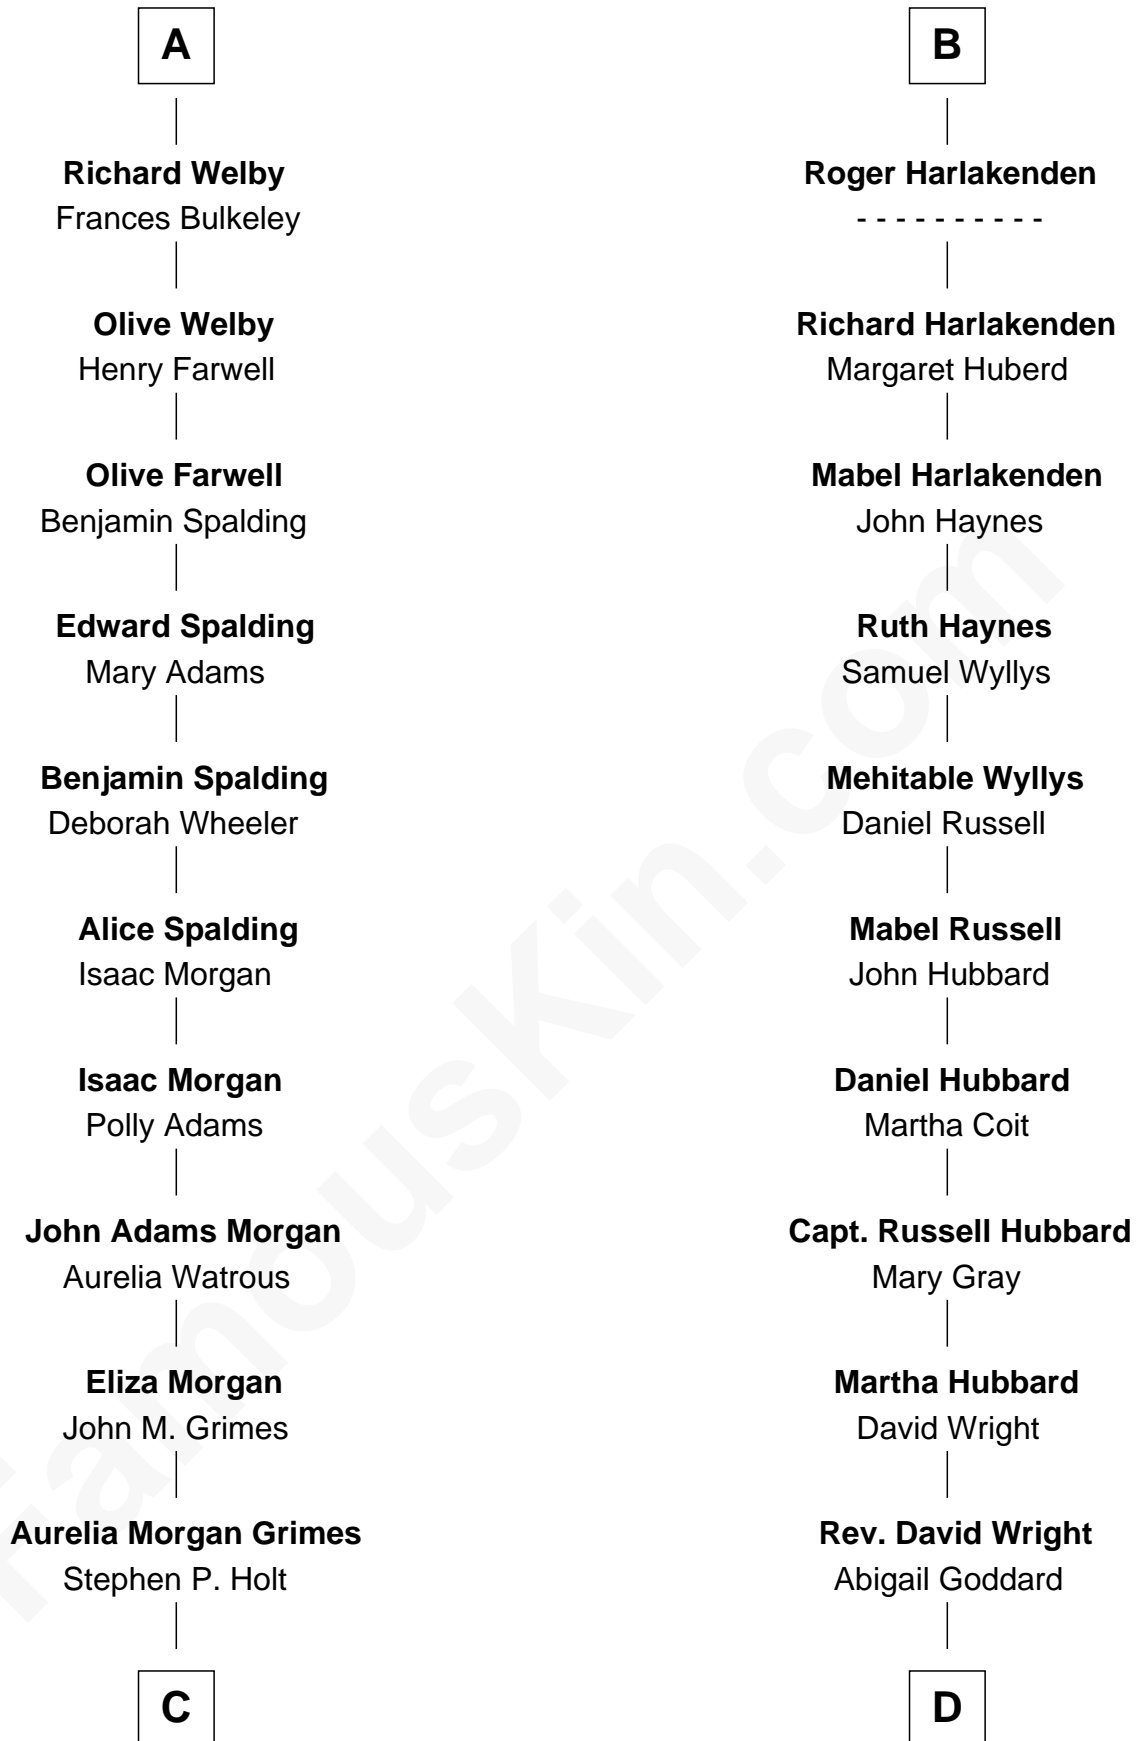 A
Richard Welby
Frances Bulkeley
Olive Welby
Henry Farwell
Olive Farwell
Benjamin Spalding
Edward Spalding
Mary Adams
Benjamin Spalding
Deborah Wheeler
Alice Spalding
Isaac Morgan
Isaac Morgan
Polly Adams
John Adams Morgan
Aurelia Watrous
Eliza Morgan
John M. Grimes
Aurelia Morgan Grimes
Stephen P. Holt
C
B
Roger Harlakenden
- - - - - - - - - -
Richard Harlakenden
Margaret Huberd
Mabel Harlakenden
John Haynes
Ruth Haynes
Samuel Wyllys
Mehitable Wyllys
Daniel Russell
Mabel Russell
John Hubbard
Daniel Hubbard
Martha Coit
Capt. Russell Hubbard
Mary Gray
Martha Hubbard
David Wright
Rev. David Wright
Abigail Goddard
D
FamousKin.com